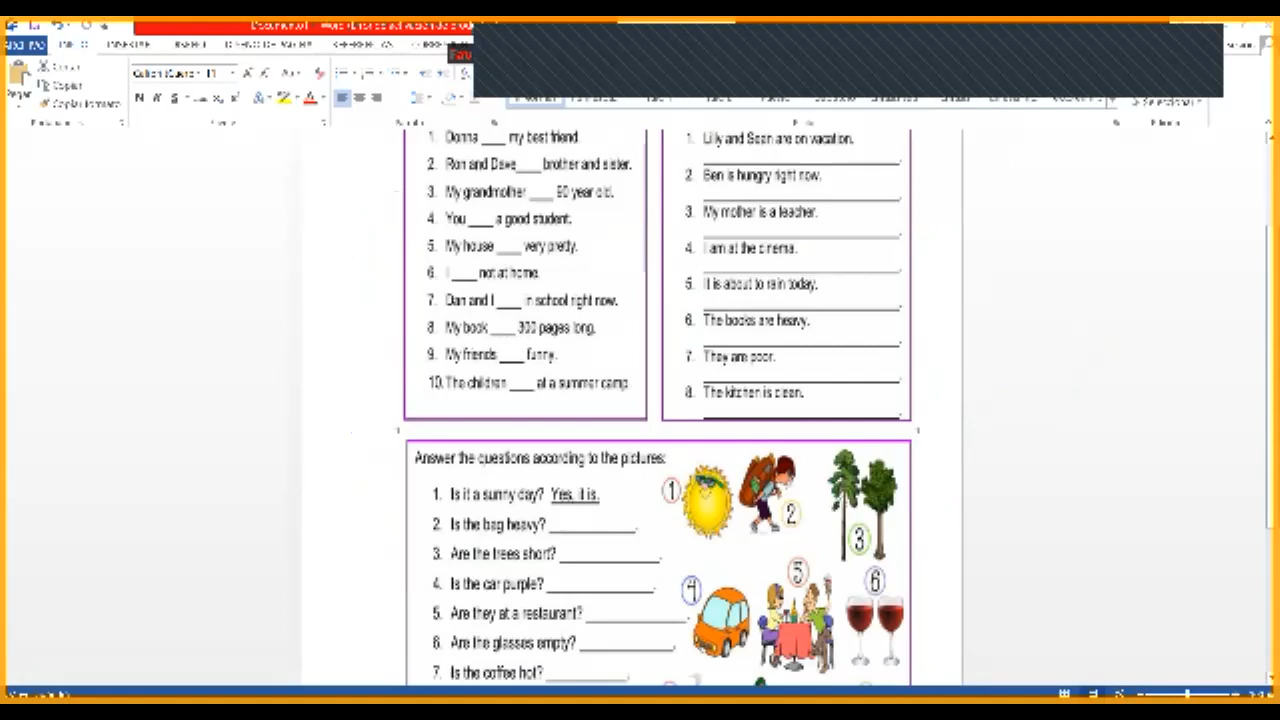 Copiar
Copiar formato
1. Donna ____ my best friend.
2. Ron and Dave____ brother and sister.
3. My grandmother ____ 90 year old.
4. You ____ a good student.
5. My house ____ very pretty.
6. I ____ not at home.
7. Dan and I ____ in school right now.
8. My book ____ 300 pages long.
9. My friends ____ funny.
10. The children ____ at a summer camp
1. Lilly and Sean are on vacation.
2. Ben is hungry right now.
3. My mother is a teacher.
4. I am at the cinema.
5. It is about to rain today.
6. The books are heavy.
7. They are poor.
8. The kitchen is clean.
Answer the questions according to the pictures:
1. Is it a sunny day? Yes, it is.
2. Is the bag heavy? ____________.
3. Are the trees short? ____________.
4. Is the car purple? ____________.
5. Are they at a restaurant? ____________.
6. Are the glasses empty? ____________.
7. Is the coffee hot? ____________.
1
2
3
4
5
6